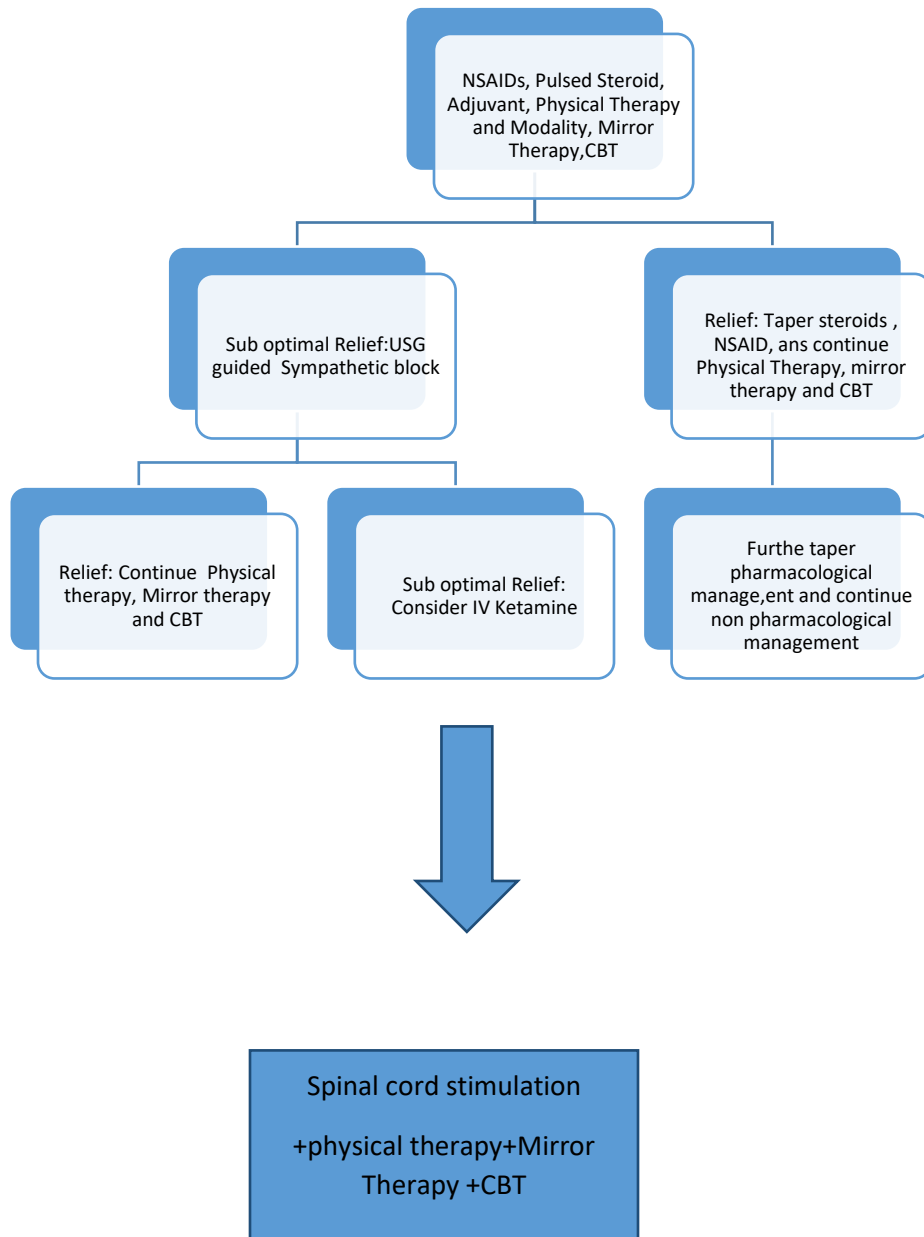 NSAIDs, Pulsed Steroid,
Adjuvant, Physical Therapy
and Modality, Mirror
Therapy,CBT
Sub optimal Relief:USG
guided Sympathetic block
Relief: Taper steroids ,
NSAID, ans continue
Physical Therapy, mirror
therapy and CBT
Relief: Continue Physical
therapy, Mirror therapy
and CBT
Sub optimal Relief:
Consider IV Ketamine
Furthe taper
pharmacological
manage,ent and continue
non pharmacological
management
Spinal cord stimulation
+physical therapy+Mirror
Therapy +CBT